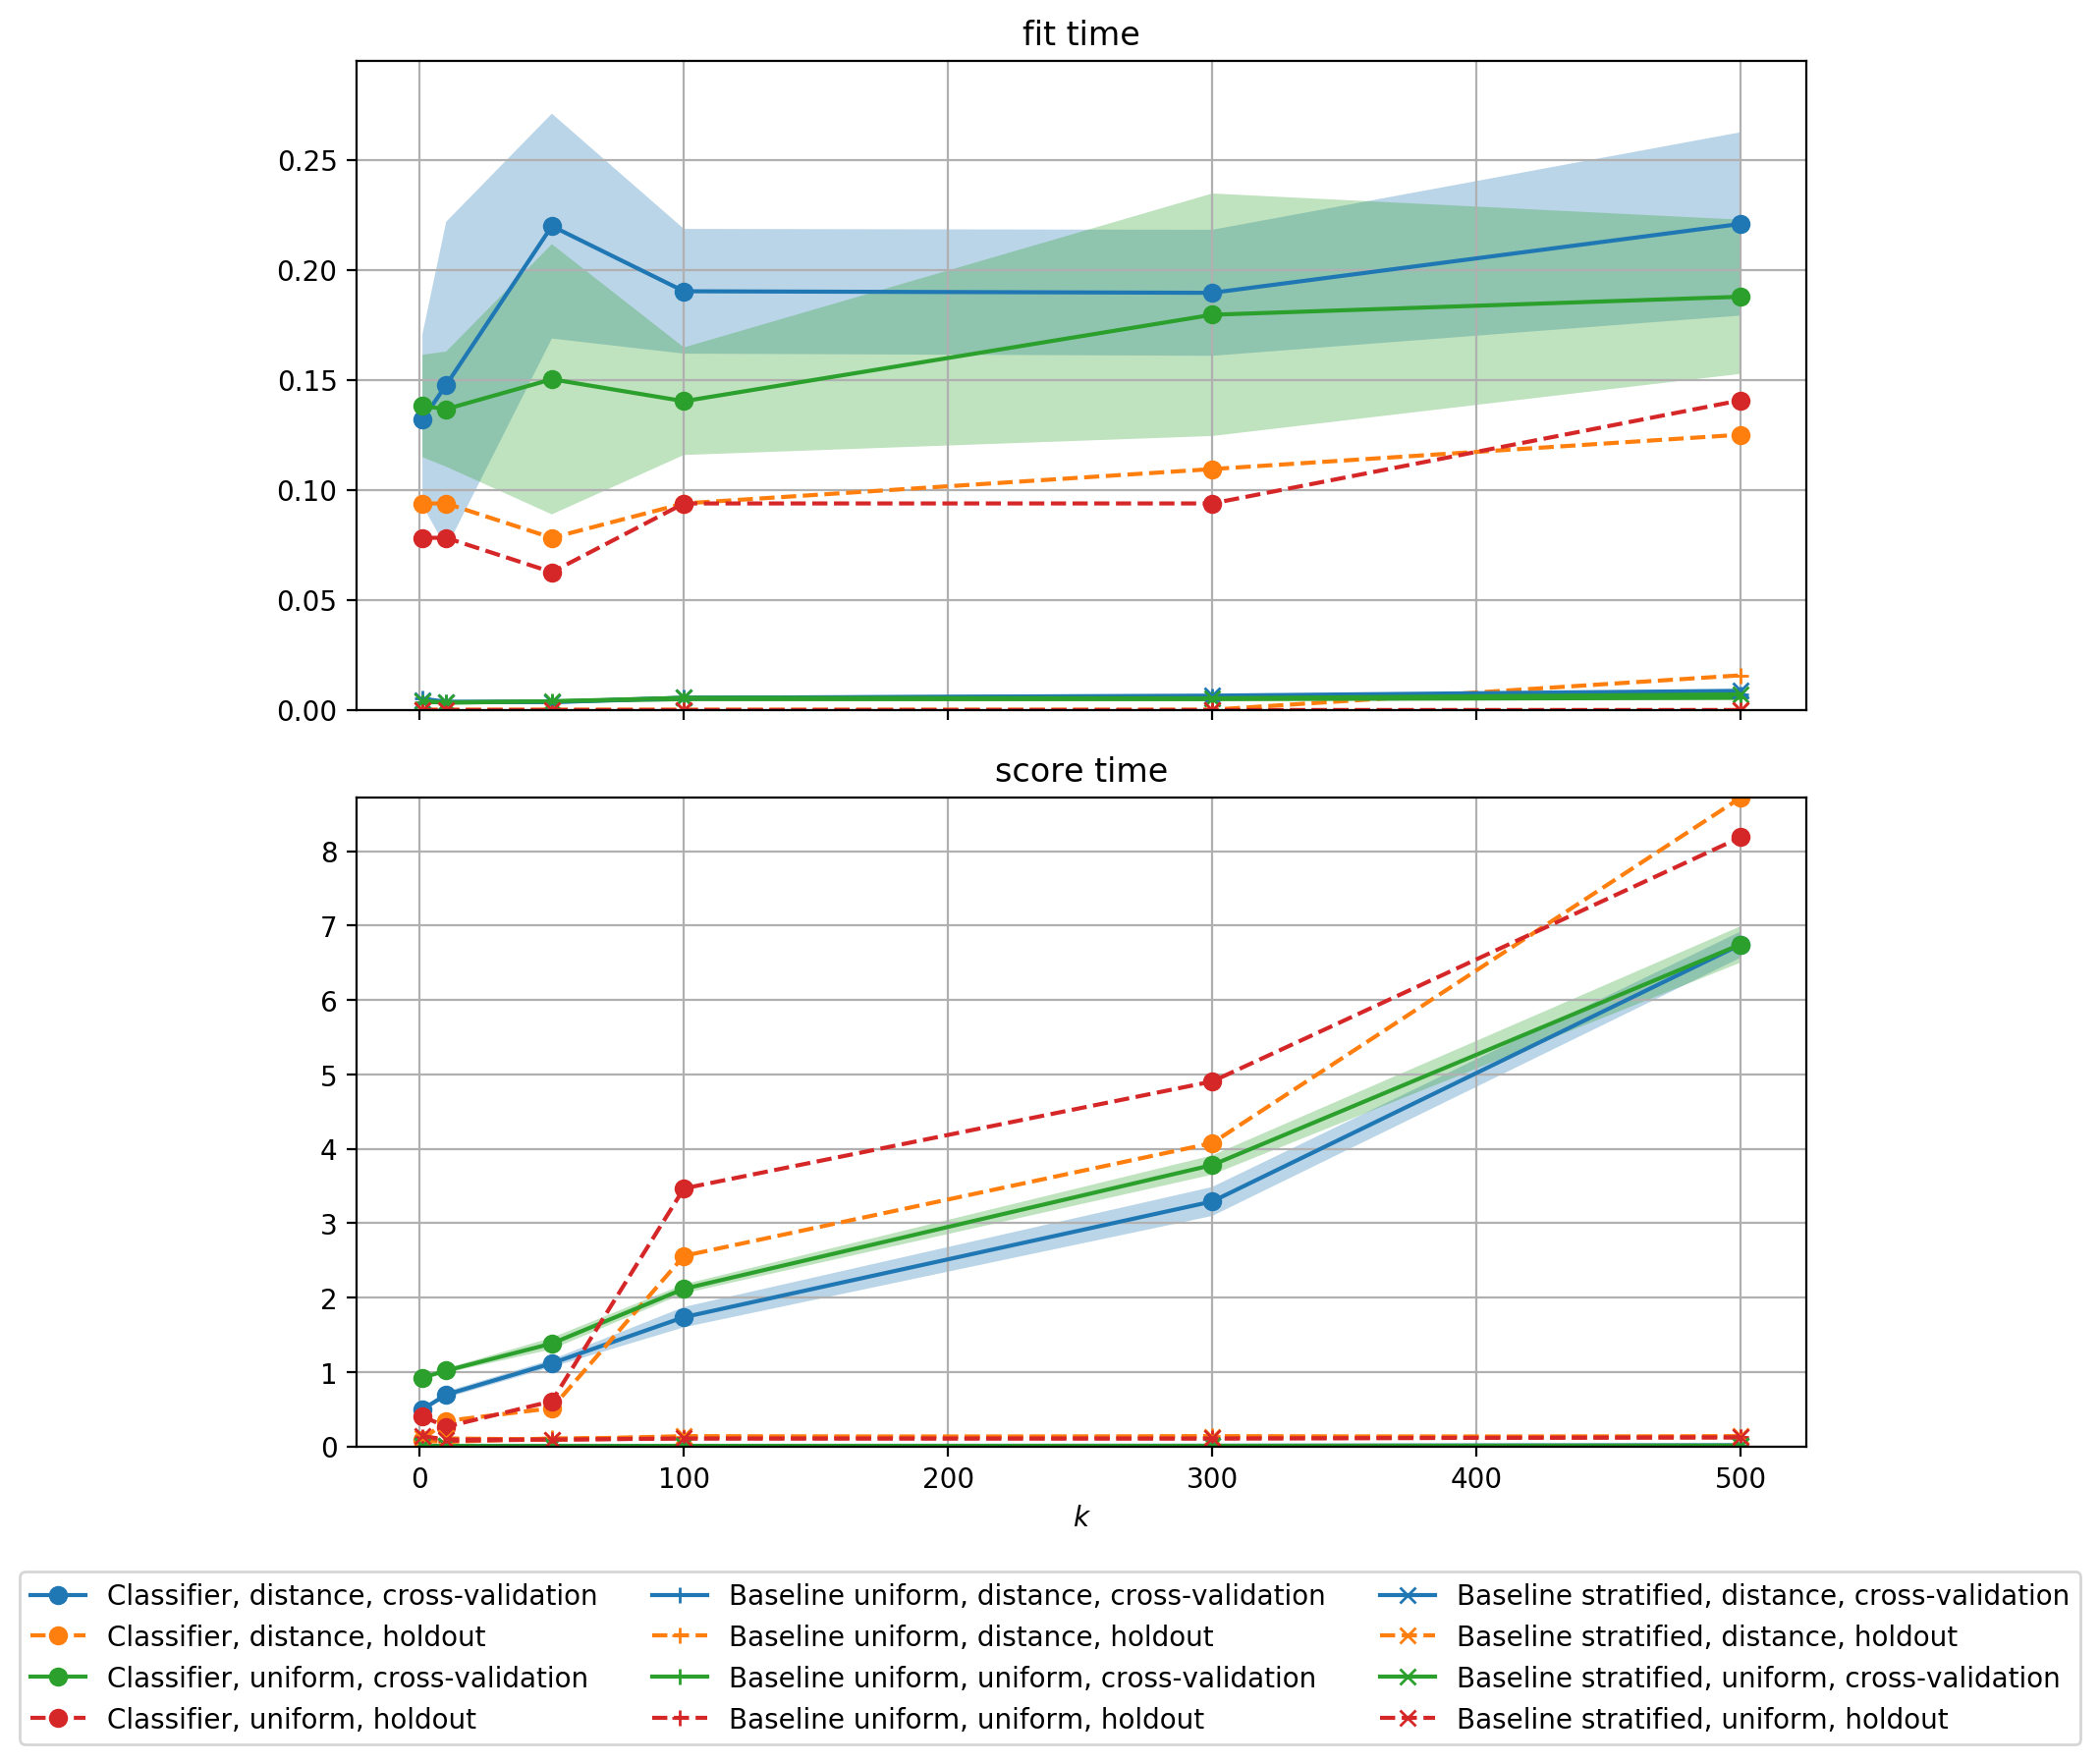 fit time
0.25
0.20
0.15
0.10
0.05
0.00
score time
8
7
6
5
4
3
2
1
0
0 100 200 300 400 500
k
Classifier, distance, cross-validation Baseline uniform, distance, cross-validation Baseline stratified, distance, cross-validation
Classifier, distance, holdout Baseline uniform, distance, holdout Baseline stratified, distance, holdout
Classifier, uniform, cross-validation Baseline uniform, uniform, cross-validation Baseline stratified, uniform, cross-validation
Classifier, uniform, holdout Baseline uniform, uniform, holdout Baseline stratified, uniform, holdout